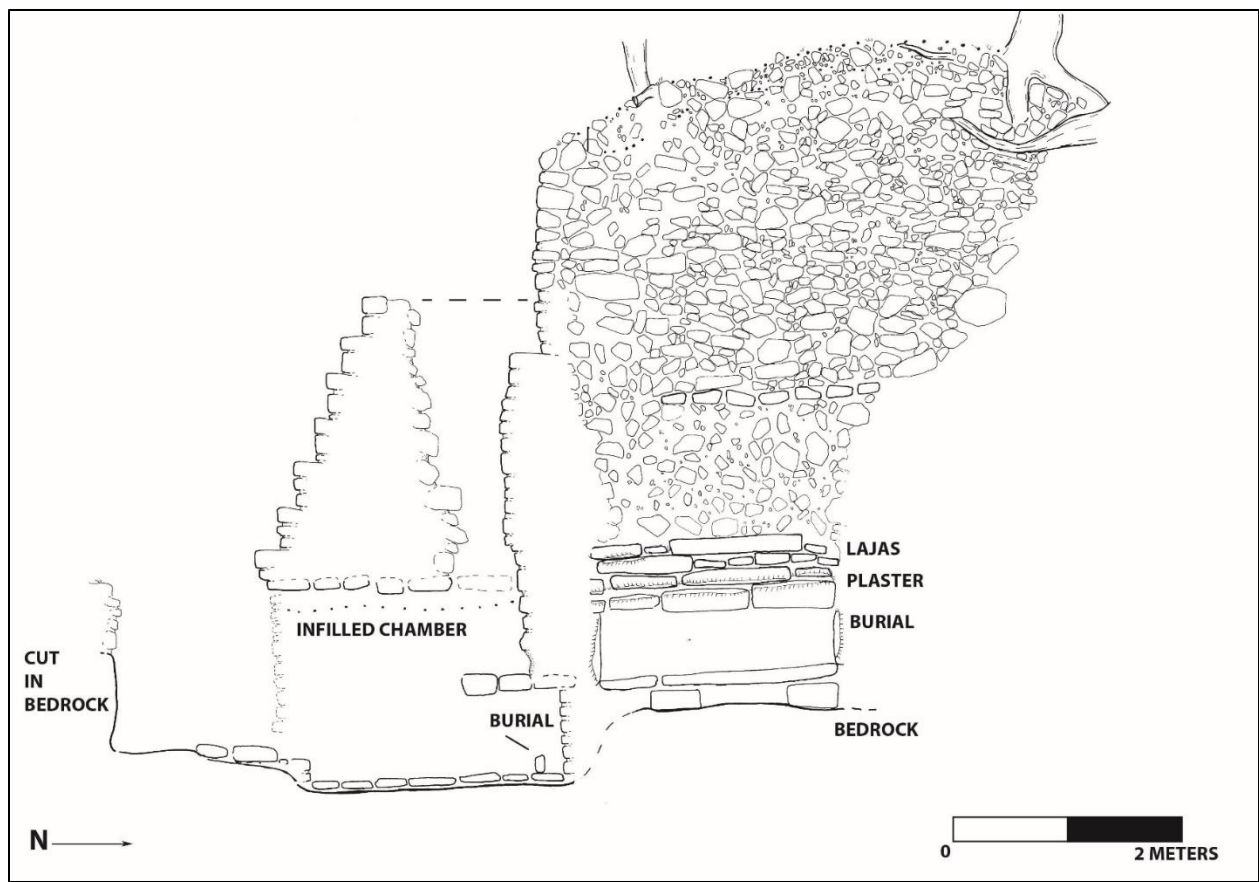 LAJAS
PLASTER
INFILLED CHAMBER
BURIAL
CUT
IN
BEDROCK
BURIAL
BEDROCK
N
0
2 METERS